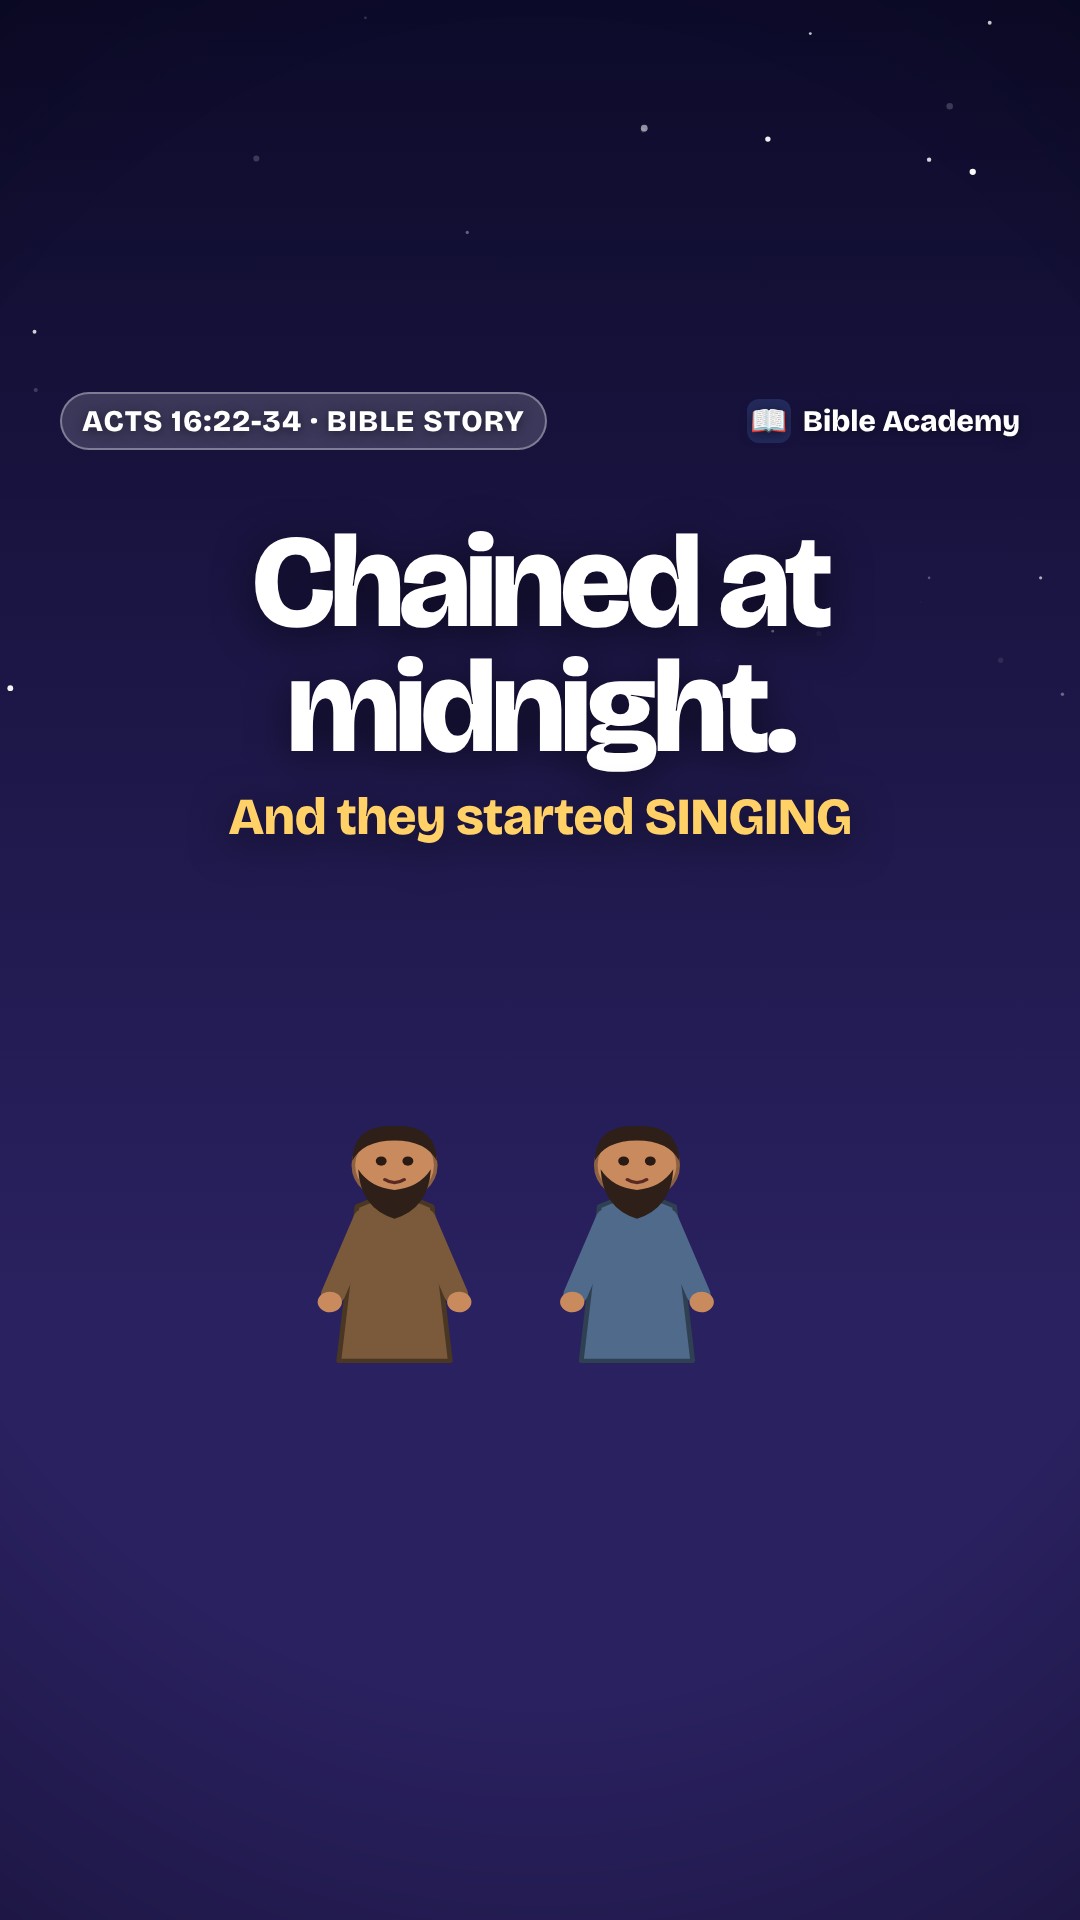 ACTS 16:22-34 · BIBLE STORY
Bible Academy
Chained at
midnight.
And they started SINGING